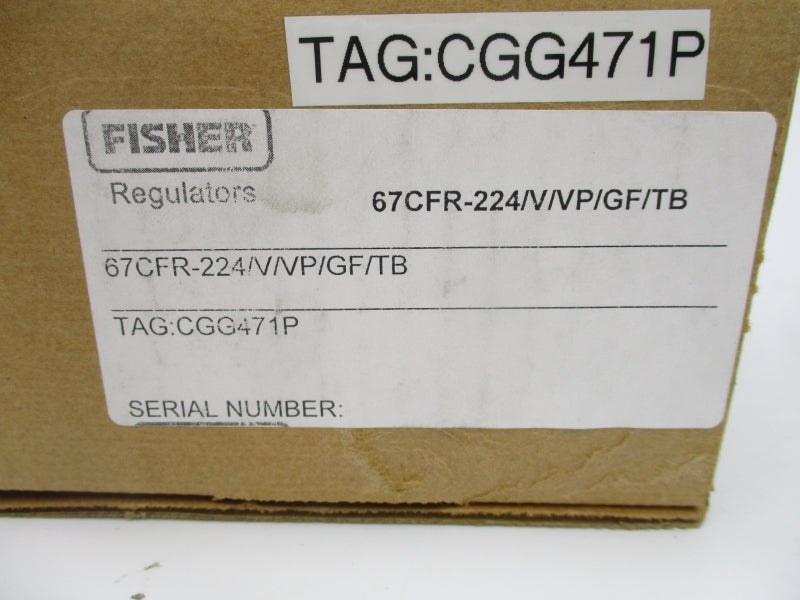 TAG:CGG471P
FISHER
Regulators
67CFR-224/V/VP/GF/TB
67CFR-224/V/VP/GF/TB
TAG:CGG471P
SERIAL NUMBER: